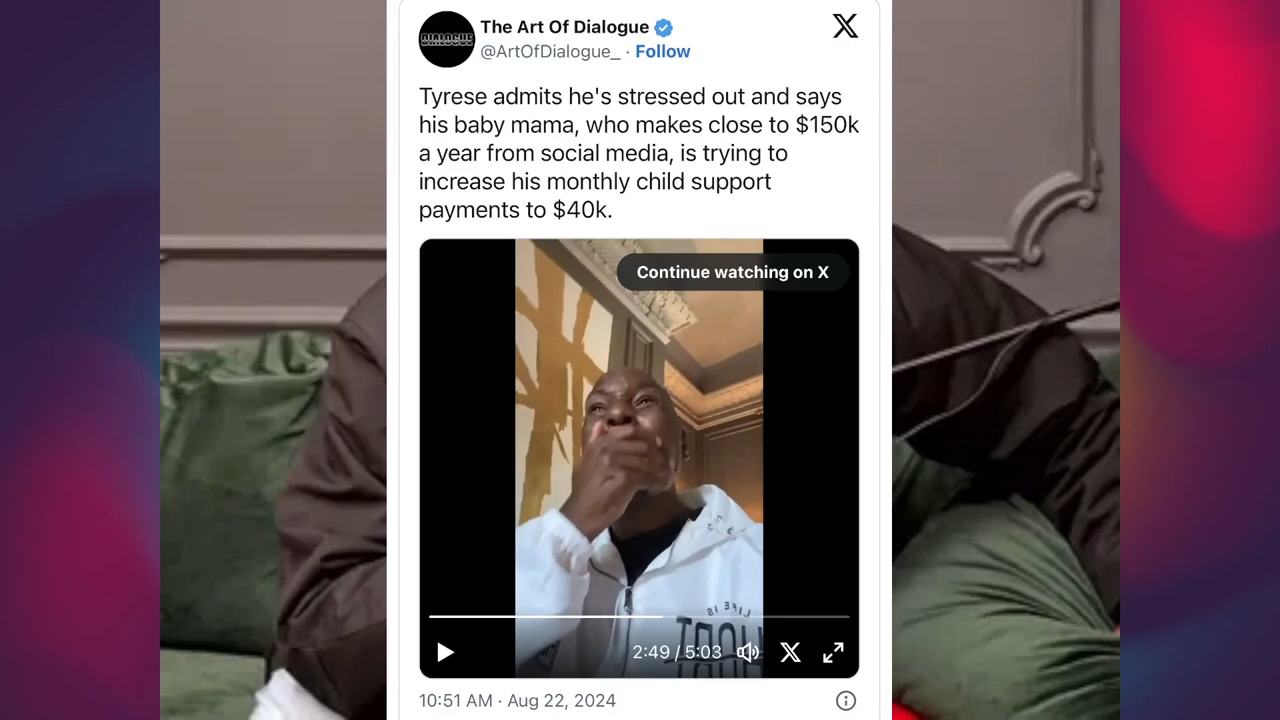 The Art Of Dialogue
DIALOGUE
@ArtOfDialogue_ · Follow
Tyrese admits he's stressed out and says
his baby mama, who makes close to $150k
a year from social media, is trying to
increase his monthly child support
payments to $40k.
Continue watching on X
LIFE IS
2:49 / 5:03
10:51 AM · Aug 22, 2024